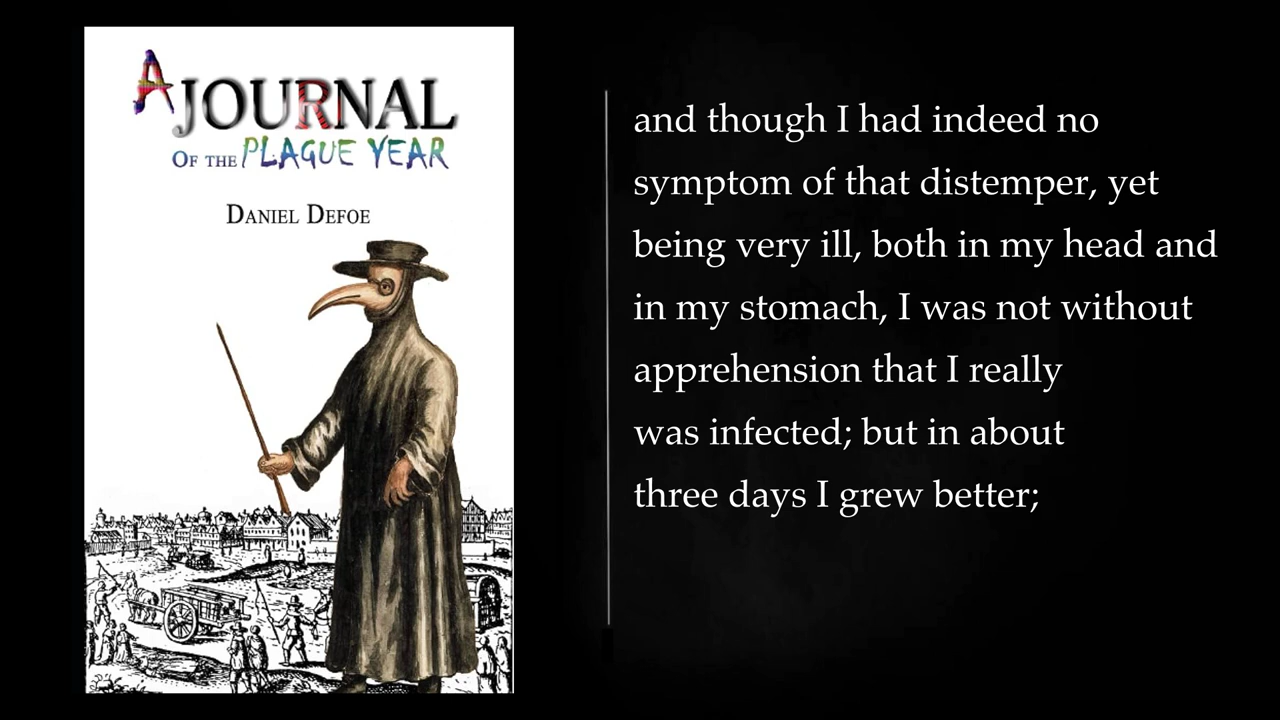 A JOURNAL
OF THE PLAGUE YEAR
DANIEL DEFOE
and though I had indeed no
symptom of that distemper, yet
being very ill, both in my head and
in my stomach, I was not without
apprehension that I really
was infected; but in about
three days I grew better;